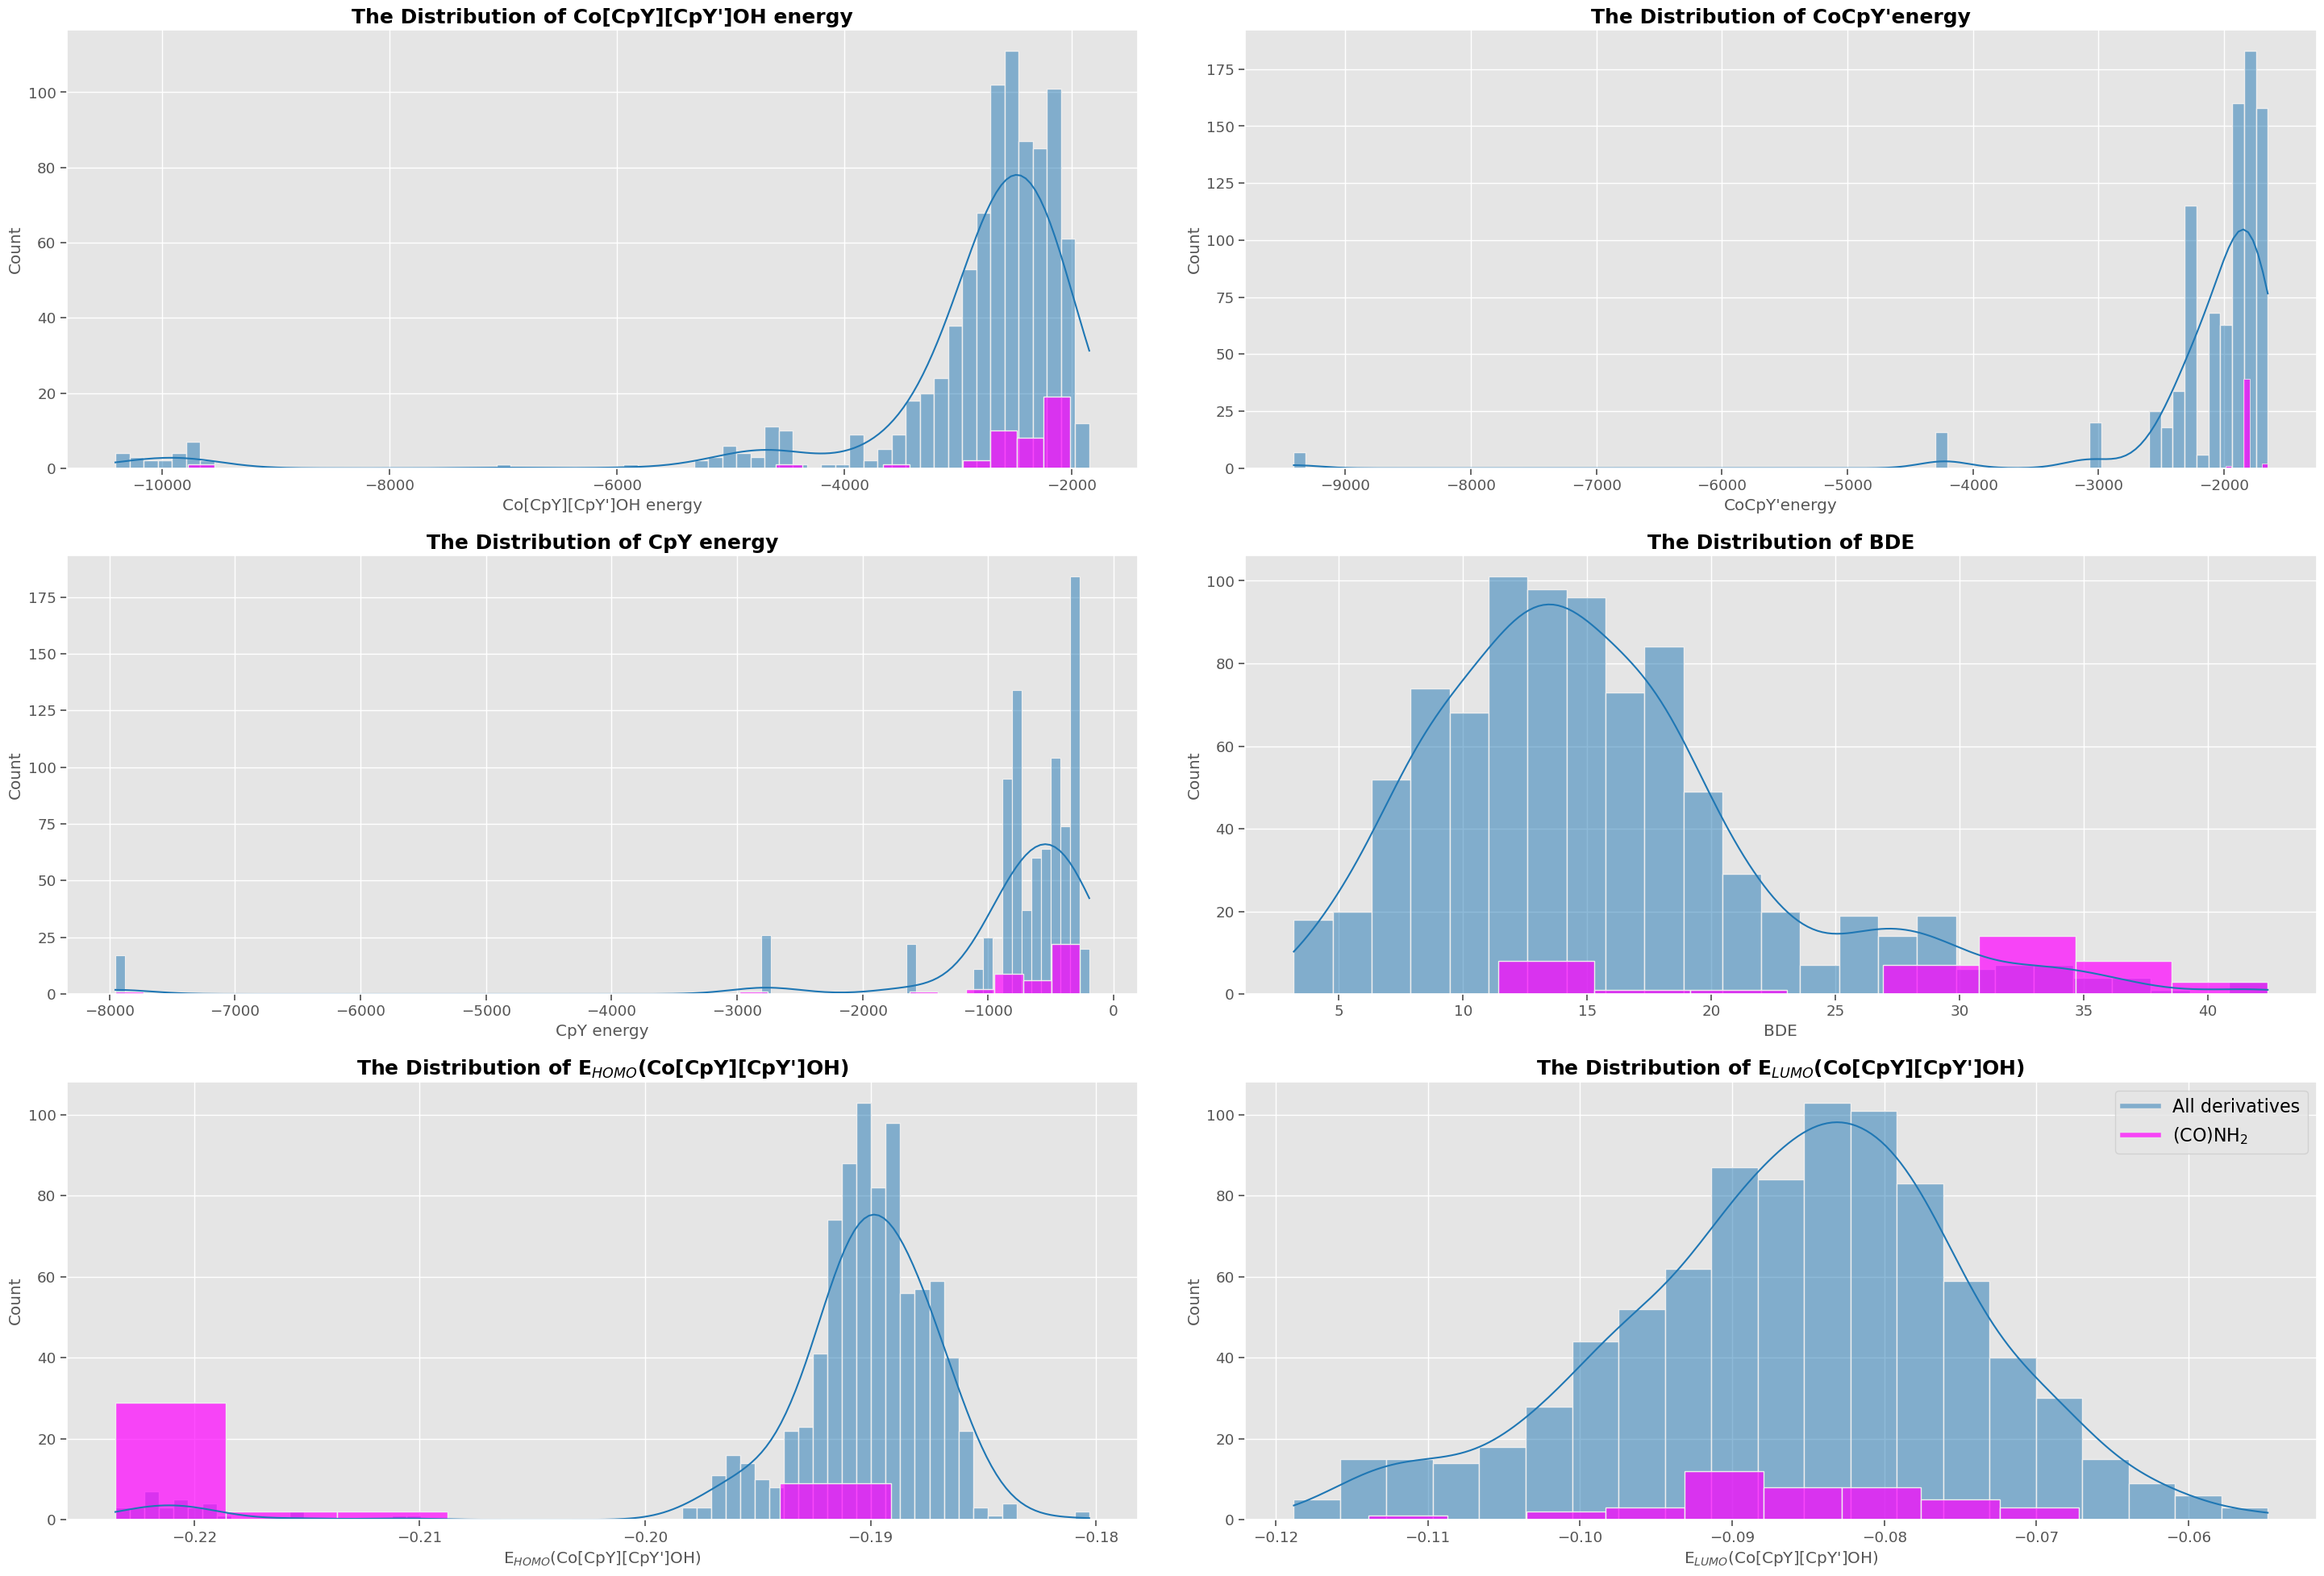 The Distribution of Co[CpY][CpY']OH energy
Count
100
80
60
40
20
0
−10000 −8000 −6000 −4000 −2000
Co[CpY][CpY']OH energy
The Distribution of CoCpY'energy
Count
175
150
125
100
75
50
25
0
−9000 −8000 −7000 −6000 −5000 −4000 −3000 −2000
CoCpY'energy
The Distribution of CpY energy
Count
175
150
125
100
75
50
25
0
−8000 −7000 −6000 −5000 −4000 −3000 −2000 −1000 0
CpY energy
The Distribution of BDE
Count
100
80
60
40
20
0
5 10 15 20 25 30 35 40
BDE
The Distribution of E_HOMO(Co[CpY][CpY']OH)
Count
100
80
60
40
20
0
−0.22 −0.21 −0.20 −0.19 −0.18
E_HOMO(Co[CpY][CpY']OH)
The Distribution of E_LUMO(Co[CpY][CpY']OH)
All derivatives
(CO)NH₂
Count
100
80
60
40
20
0
−0.12 −0.11 −0.10 −0.09 −0.08 −0.07 −0.06
E_LUMO(Co[CpY][CpY']OH)